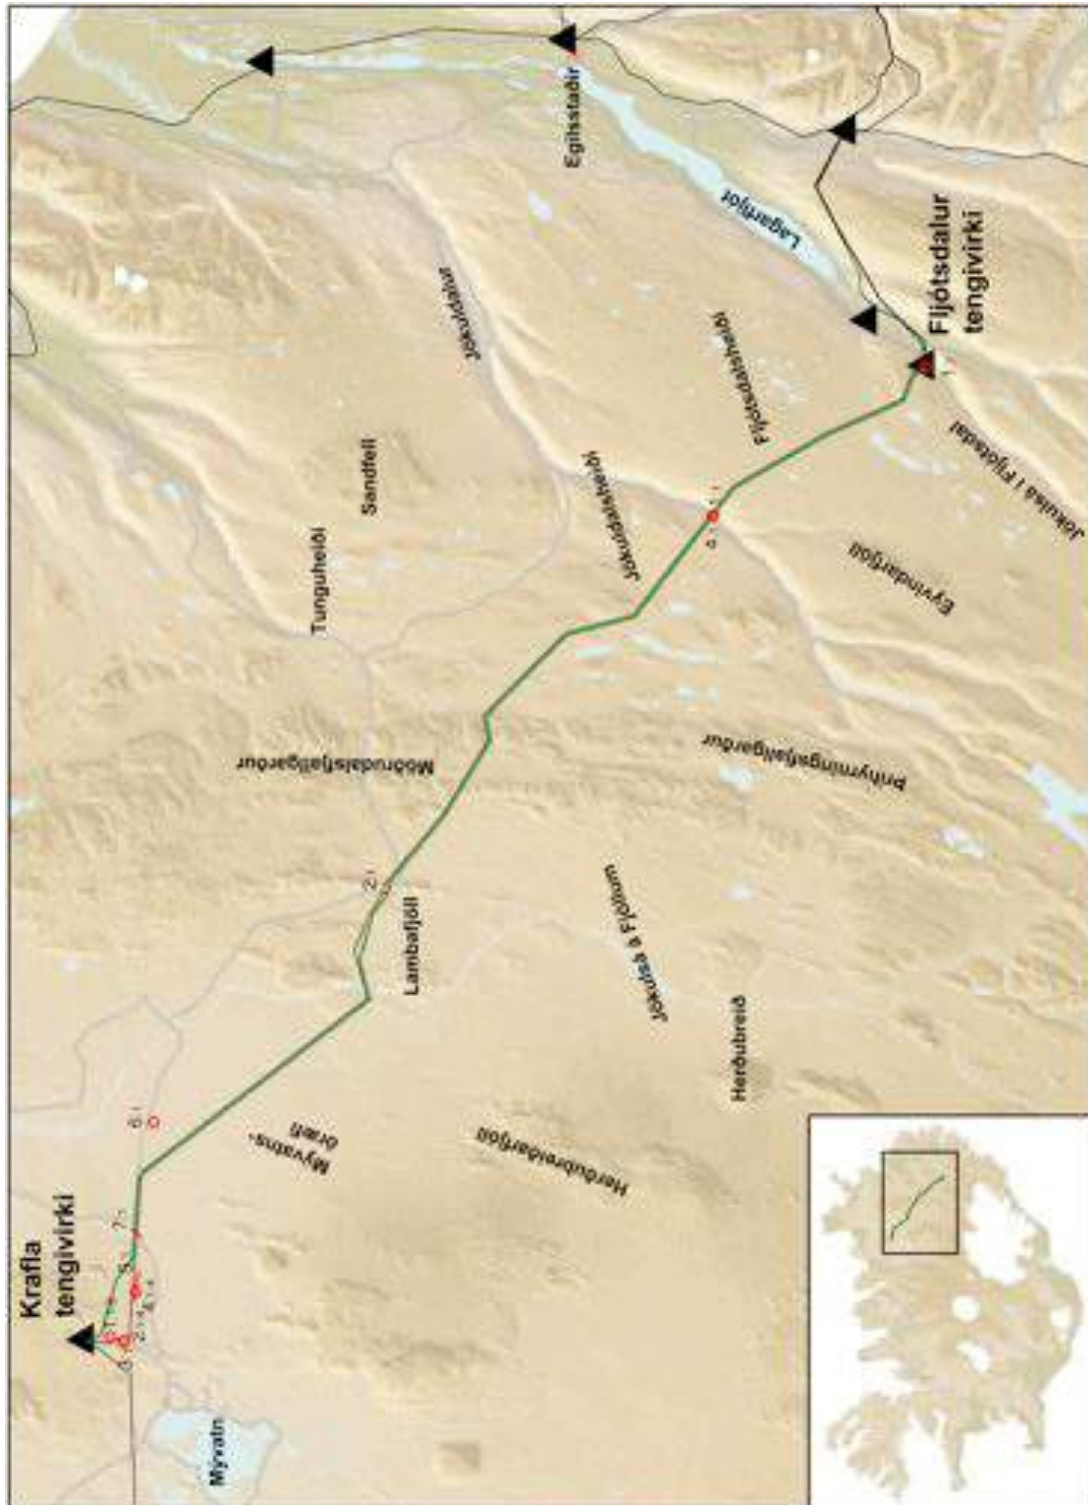 Krafla
tengivirki
Mývatn
Mývatns-
öræfi
Herðubreiðarfjöll
Herðubreið
Jökulsá á Fjöllum
Lambafjöll
Möðrudalsfjallgarður
Þríhyrningsfjallgarður
Tunguheiði
Sandfell
Jökuldalur
Jökuldalsheiði
Fljótsdalsheiði
Eyvindarfjöll
Jökulsá í Fljótsdal
Fljótsdalur
tengivirki
Lagarfljót
Egilsstaðir